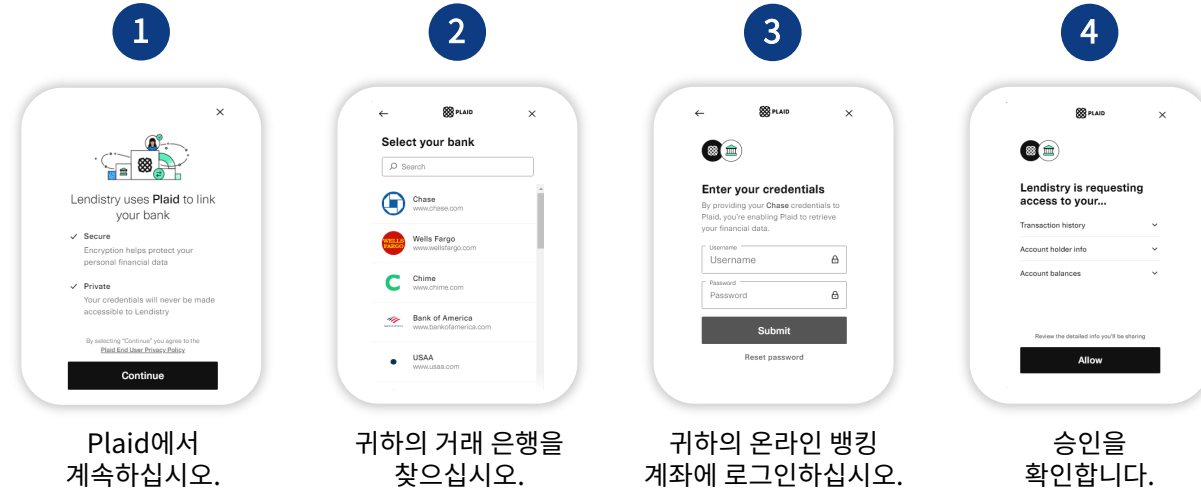 1
Lendistry uses Plaid to link
your bank
Secure
Encryption helps protect your
personal financial data
Private
Your credentials will never be made
accessible to Lendistry
By selecting "Continue" you agree to the
Plaid End User Privacy Policy
Continue
Plaid에서
계속하십시오.
2
PLAID
Select your bank
Search
Chase
www.chase.com
WELLS
FARGO
Wells Fargo
www.wellsfargo.com
Chime
www.chime.com
Bank of America
www.bankofamerica.com
USAA
www.usaa.com
귀하의 거래 은행을
찾으십시오.
3
PLAID
Enter your credentials
By providing your Chase credentials to
Plaid, you're enabling Plaid to retrieve
your financial data.
Username
Username
Password
Password
Submit
Reset password
귀하의 온라인 뱅킹
계좌에 로그인하십시오.
4
PLAID
Lendistry is requesting
access to your...
Transaction history
Account holder info
Account balances
Review the detailed info you'll be sharing
Allow
승인을
확인합니다.